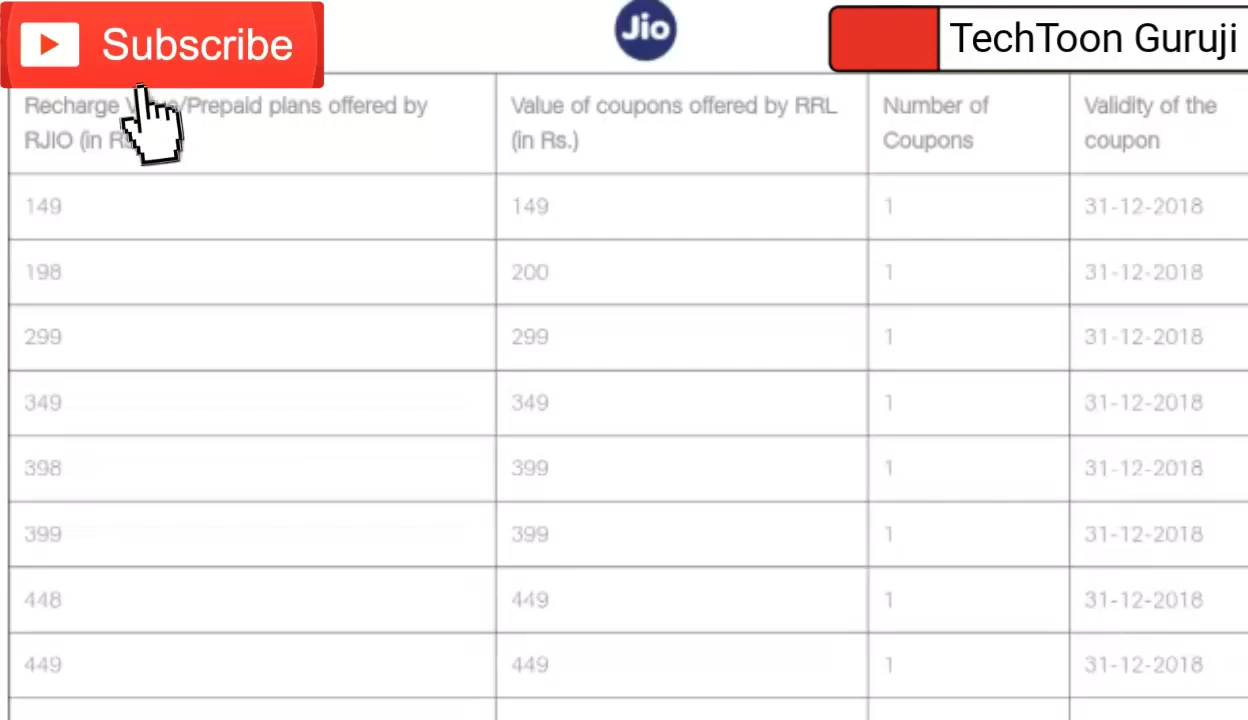 Subscribe
Jio
TechToon Guruji
Recharge /Prepaid plans offered by
RJIO (in
Value of coupons offered by RRL
(in Rs.)
Number of
Coupons
Validity of the
coupon
149 149 1 31-12-2018
198 200 1 31-12-2018
299 299 1 31-12-2018
349 349 1 31-12-2018
398 399 1 31-12-2018
399 399 1 31-12-2018
448 449 1 31-12-2018
449 449 1 31-12-2018